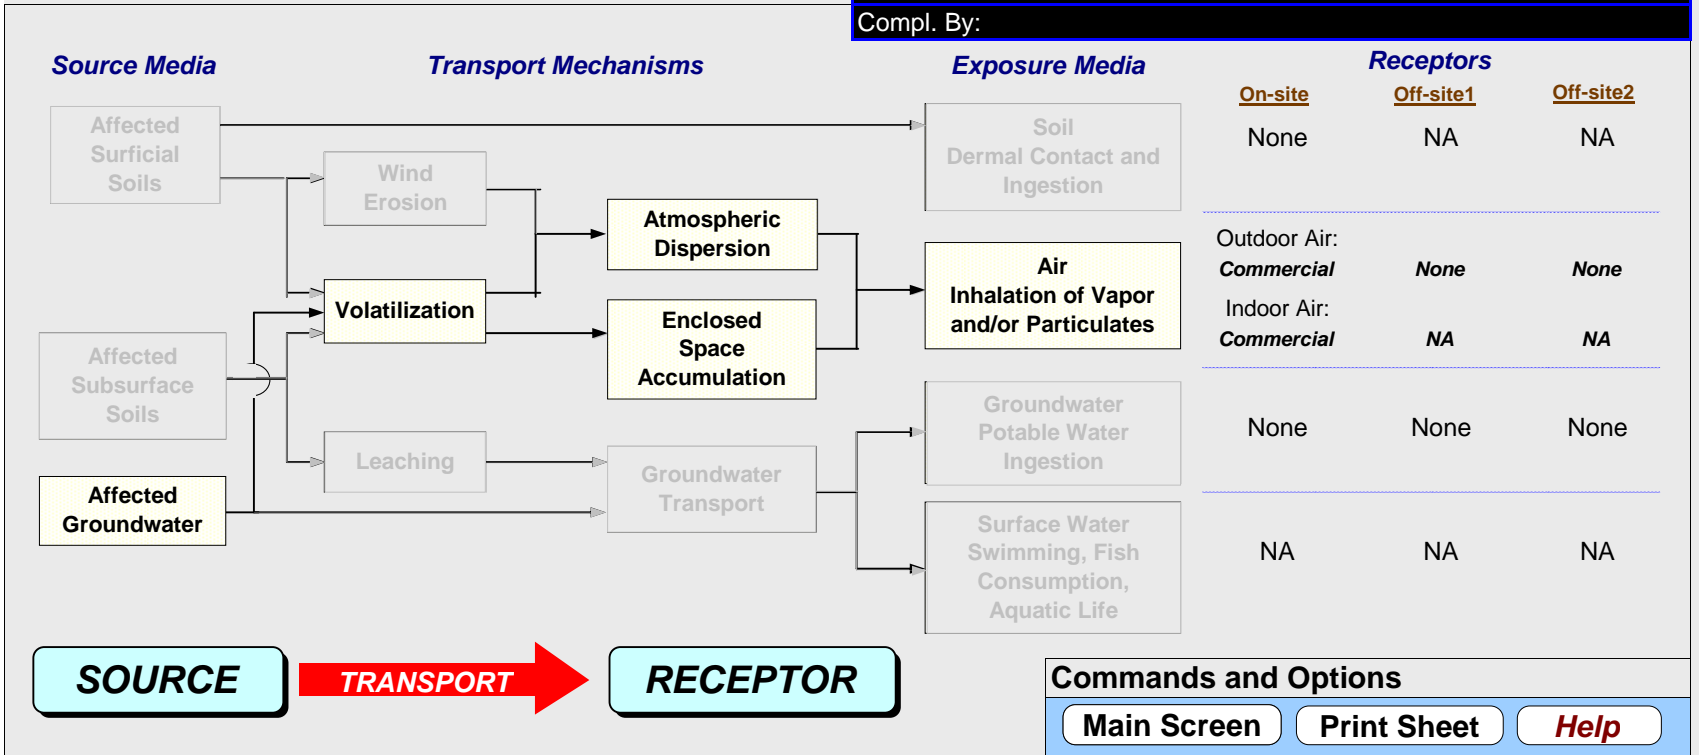 Compl. By:
Source Media
Transport Mechanisms
Exposure Media
Receptors
On-site
Off-site1
Off-site2
Affected
Surficial
Soils
Wind
Erosion
Soil
Dermal Contact and
Ingestion
None
NA
NA
Atmospheric
Dispersion
Volatilization
Enclosed
Space
Accumulation
Air
Inhalation of Vapor
and/or Particulates
Outdoor Air:
Commercial
None
None
Indoor Air:
Commercial
NA
NA
Affected
Subsurface
Soils
Leaching
Groundwater
Transport
Groundwater
Potable Water
Ingestion
None
None
None
Affected
Groundwater
Surface Water
Swimming, Fish
Consumption,
Aquatic Life
NA
NA
NA
SOURCE
TRANSPORT
RECEPTOR
Commands and Options
Main Screen
Print Sheet
Help